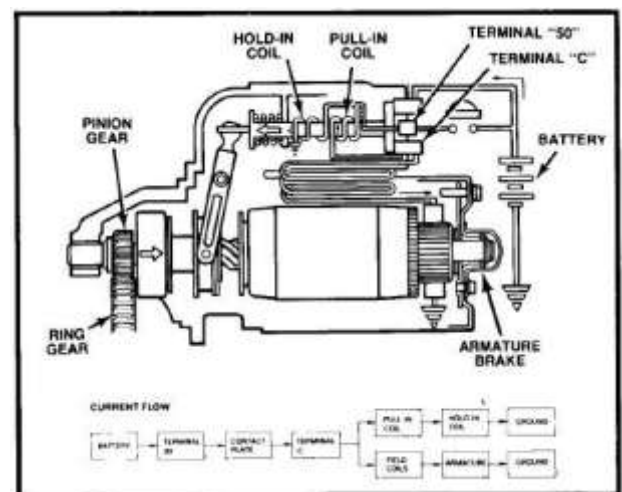 HOLD-IN
COIL
PULL-IN
COIL
TERMINAL "50"
TERMINAL "C"
PINION
GEAR
BATTERY
RING
GEAR
ARMATURE
BRAKE
CURRENT FLOW
BATTERY
TERMINAL
CONTACT
PLATE
TERMINAL
C
PULL-IN
COIL
HOLD-IN
COIL
GROUND
FIELD
COILS
ARMATURE
GROUND